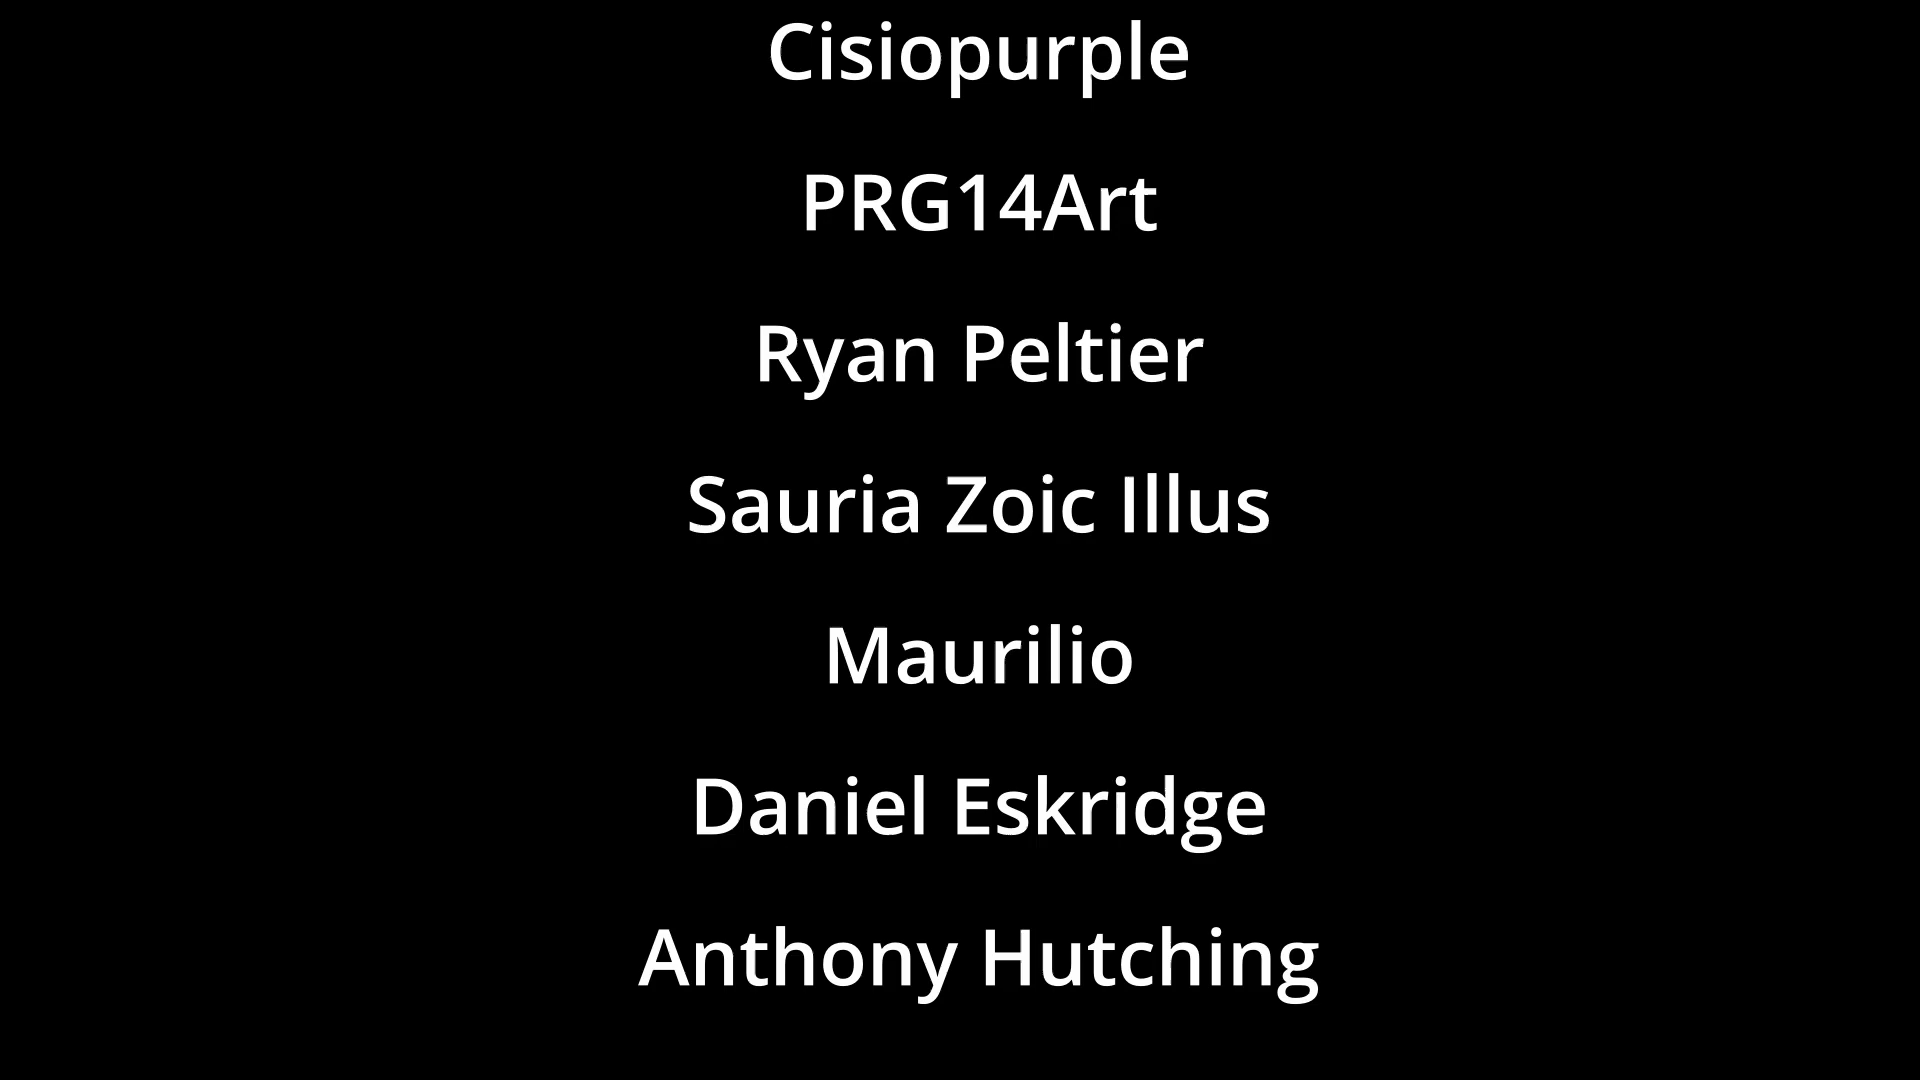 Cisiopurple
PRG14Art
Ryan Peltier
Sauria Zoic Illus
Maurilio
Daniel Eskridge
Anthony Hutching